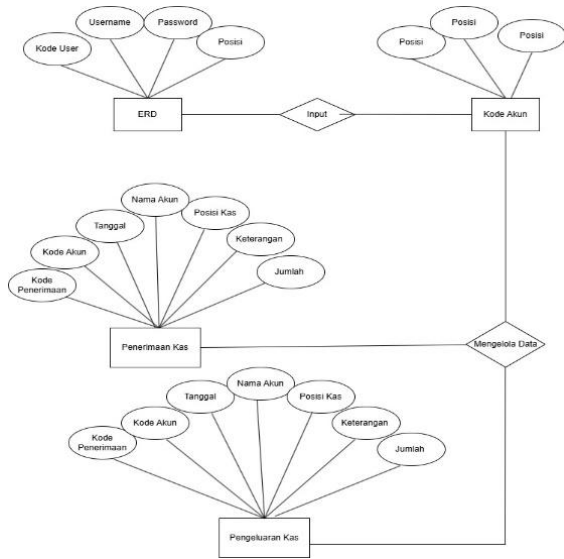 Kode User
Username
Password
Posisi
ERD
Input
Posisi
Posisi
Posisi
Kode Akun
Kode
Penerimaan
Kode Akun
Tanggal
Nama Akun
Posisi Kas
Keterangan
Jumlah
Penerimaan Kas
Mengelola Data
Kode
Penerimaan
Kode Akun
Tanggal
Nama Akun
Posisi Kas
Keterangan
Jumlah
Pengeluaran Kas